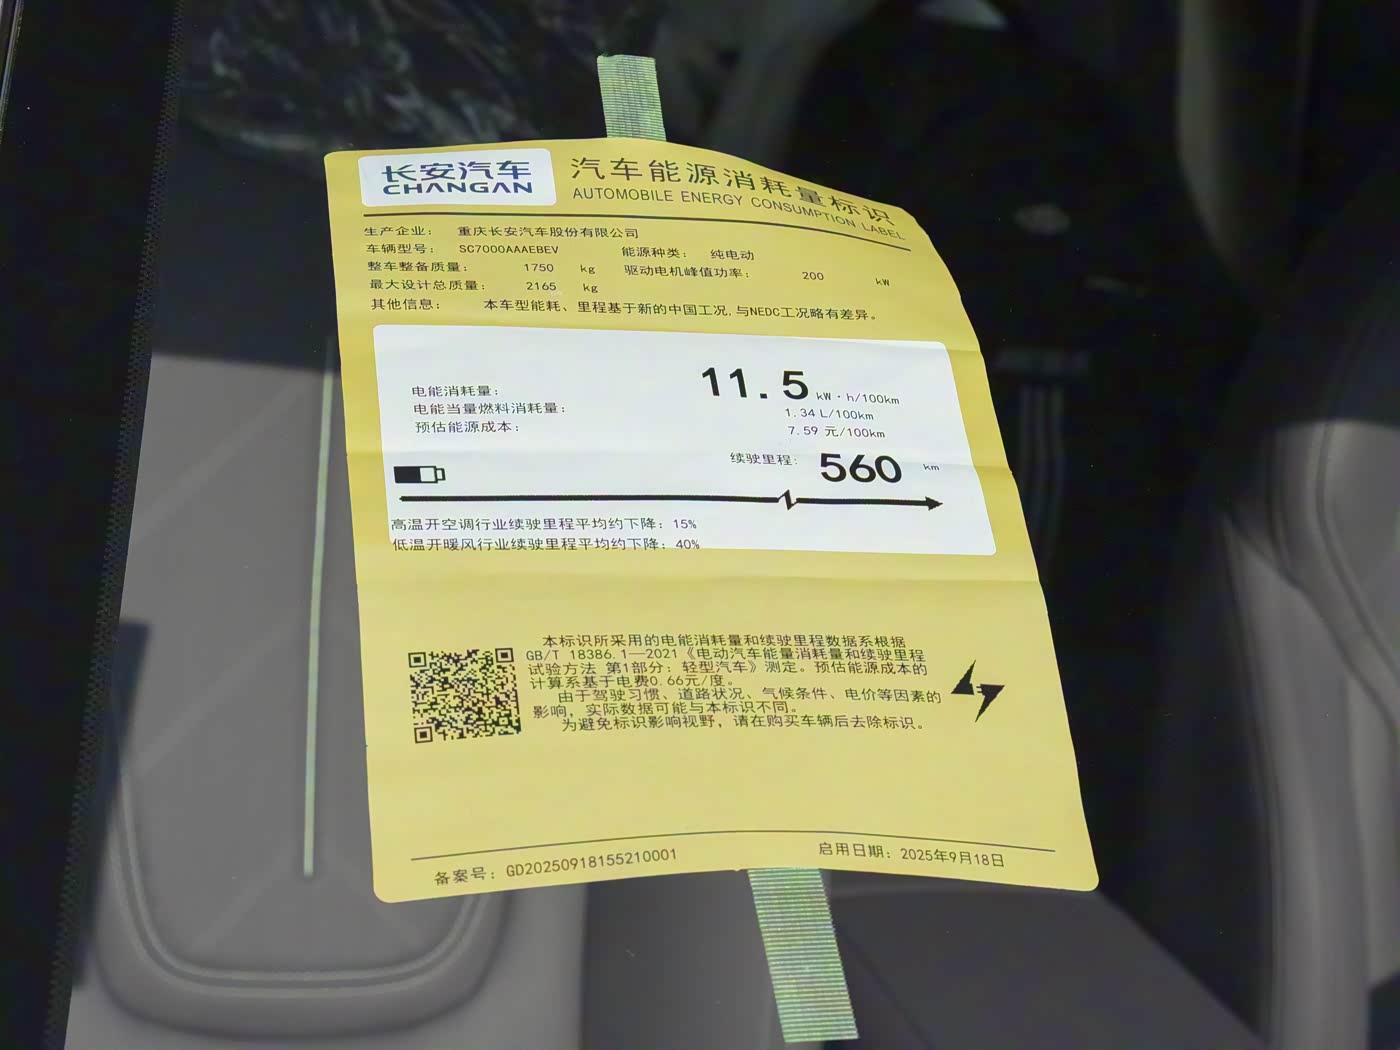 长安汽车
CHANGAN
汽车能源消耗量标识
AUTOMOBILE ENERGY CONSUMPTION LABEL
生产企业： 重庆长安汽车股份有限公司
车辆型号： SC7000AAAEBEV 能源种类： 纯电动
整车整备质量： 1750 kg 驱动电机峰值功率： 200 kW
最大设计总质量： 2165 kg
其他信息： 本车型能耗、里程基于新的中国工况,与NEDC工况略有差异。
电能消耗量： 11.5 kW·h/100km
电能当量燃料消耗量： 1.34 L/100km
预估能源成本： 7.59 元/100km
续驶里程： 560 km
高温开空调行业续驶里程平均约下降：15%
低温开暖风行业续驶里程平均约下降：40%
本标识所采用的电能消耗量和续驶里程数据系根据
GB/T 18386.1—2021《电动汽车能量消耗量和续驶里程
试验方法 第1部分：轻型汽车》测定。预估能源成本的
计算系基于电费0.66元/度。
由于驾驶习惯、道路状况、气候条件、电价等因素的
影响，实际数据可能与本标识不同。
为避免标识影响视野，请在购买车辆后去除标识。
备案号：GD20250918155210001 启用日期：2025年9月18日